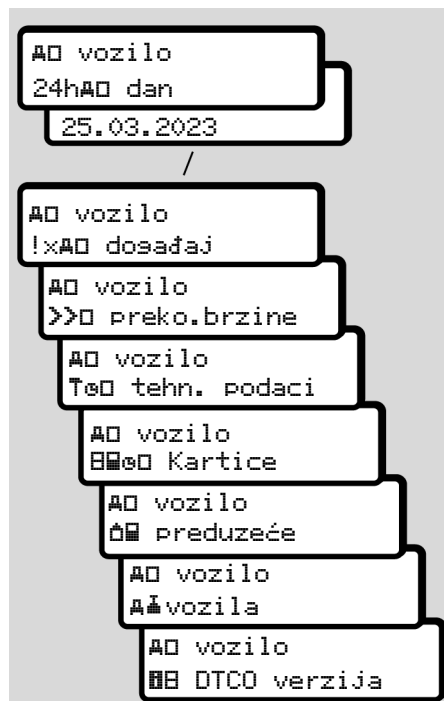 vozilo
24h dan
25.03.2023
/
vozilo
!x događaj
vozilo
>> preko.brzine
vozilo
tehn. podaci
vozilo
Kartice
vozilo
preduzeće
vozilo
vozila
vozilo
DTCO verzija